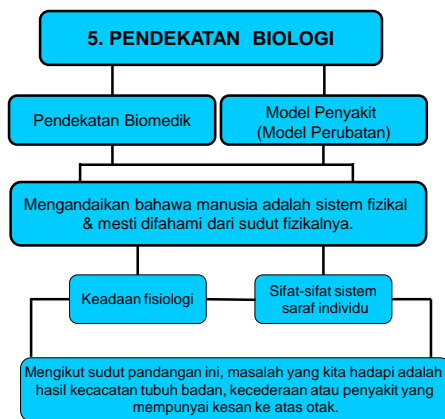 5. PENDEKATAN BIOLOGI
Pendekatan Biomedik
Model Penyakit
(Model Perubatan)
Mengandaikan bahawa manusia adalah sistem fizikal
& mesti difahami dari sudut fizikalnya.
Keadaan fisiologi
Sifat-sifat sistem
saraf individu
Mengikut sudut pandangan ini, masalah yang kita hadapi adalah
hasil kecacatan tubuh badan, kecederaan atau penyakit yang
mempunyai kesan ke atas otak.